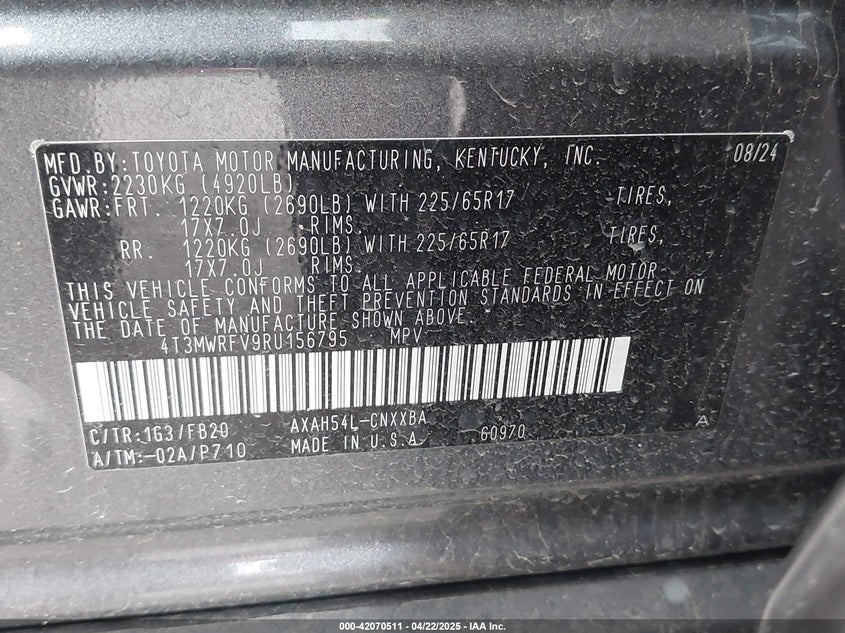 MFD.BY:TOYOTA MOTOR MANUFACTURING, KENTUCKY, INC. 08/24
GVWR:2230KG (4920LB)
GAWR:FRT. 1220KG (2690LB) WITH 225/65R17 TIRES,
17X7.0J RIMS.
RR. 1220KG (2690LB) WITH 225/65R17 TIRES,
17X7.0J RIMS.
THIS VEHICLE CONFORMS TO ALL APPLICABLE FEDERAL MOTOR
VEHICLE SAFETY AND THEFT PREVENTION STANDARDS IN EFFECT ON
THE DATE OF MANUFACTURE SHOWN ABOVE.
4T3MWRFV9RU156795 MPV
C/TR:1G3/FB20 AXAH54L-CNXXBA
A/TM:-02A/P710 MADE IN U.S.A 60970 A
000-42070511 - 04/22/2025 - IAA Inc.